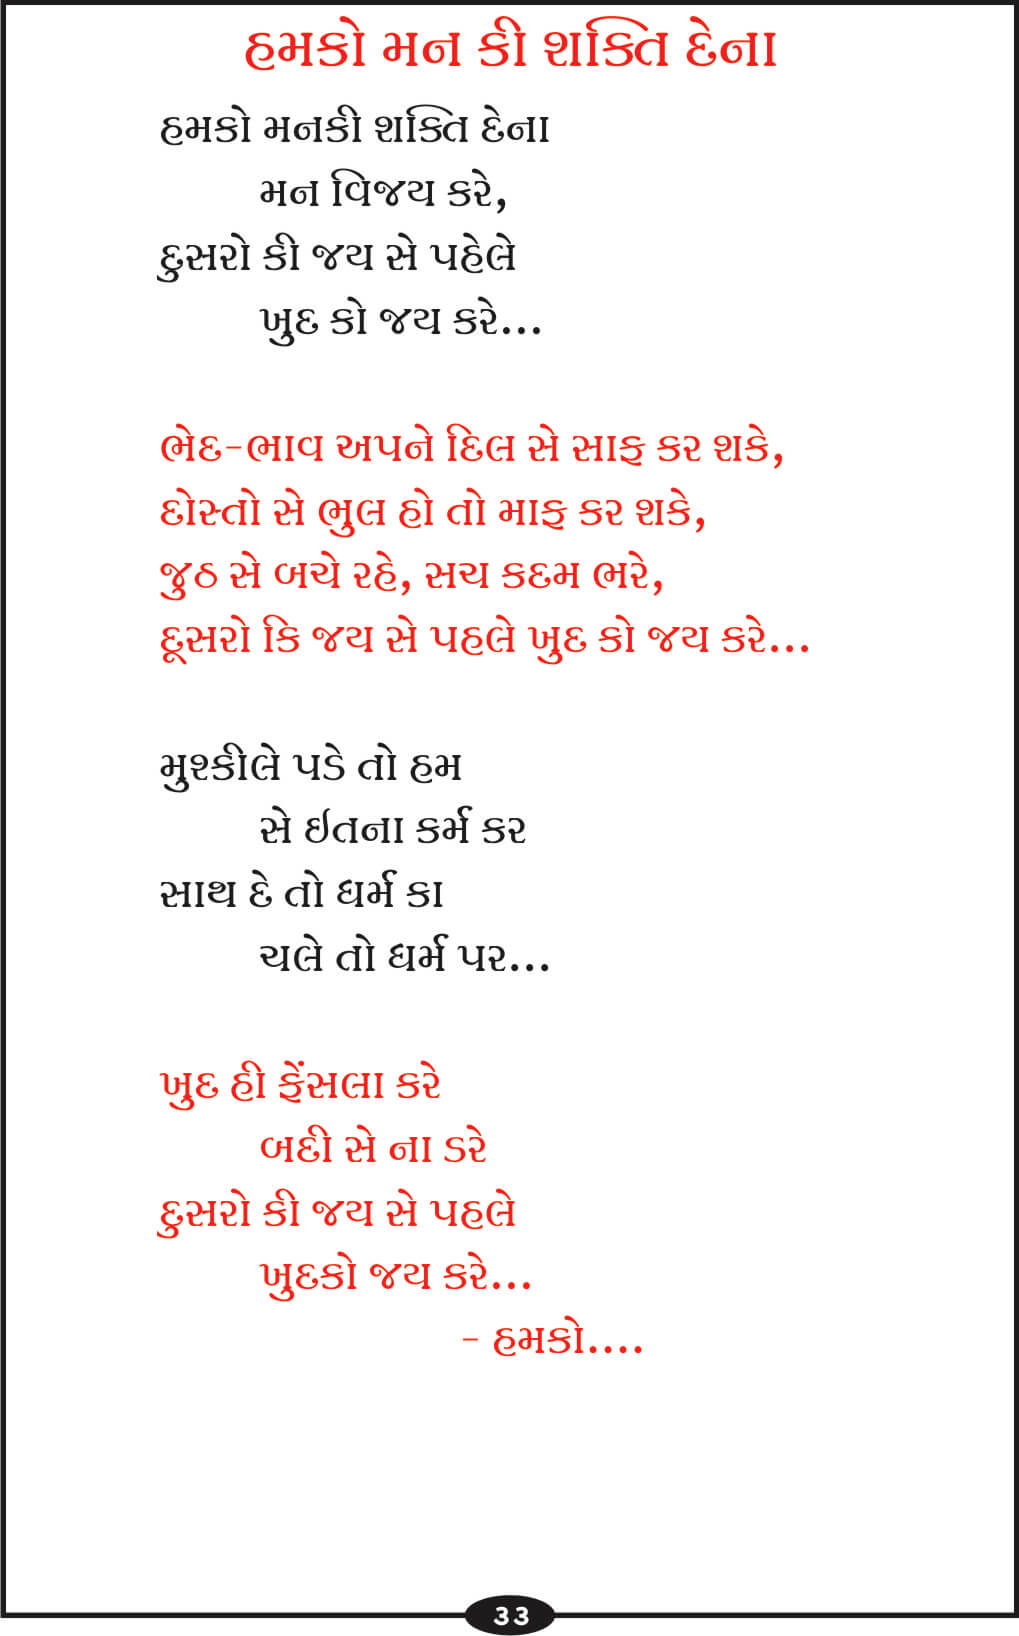 હમકો મન કી શક્તિ દેના
હમકો મનકી શક્તિ દેના
મન વિજય કરે,
દુસરો કી જય સે પહેલે
ખુદ કો જય કરે...
ભેદ-ભાવ અપને દિલ સે સાફ કર શકે,
દોસ્તો સે ભુલ હો તો માફ કર શકે,
જુઠ સે બચે રહે, સચ કદમ ભરે,
દૂસરો કિ જય સે પહલે ખુદ કો જય કરે...
મુશ્કીલે પડે તો હમ
સે ઈતના કર્મ કર
સાથ દે તો ધર્મ કા
ચલે તો ધર્મ પર...
ખુદ હી ફેંસલા કરે
બદી સે ના ડરે
દુસરો કી જય સે પહલે
ખુદકો જય કરે...
- હમકો....
33